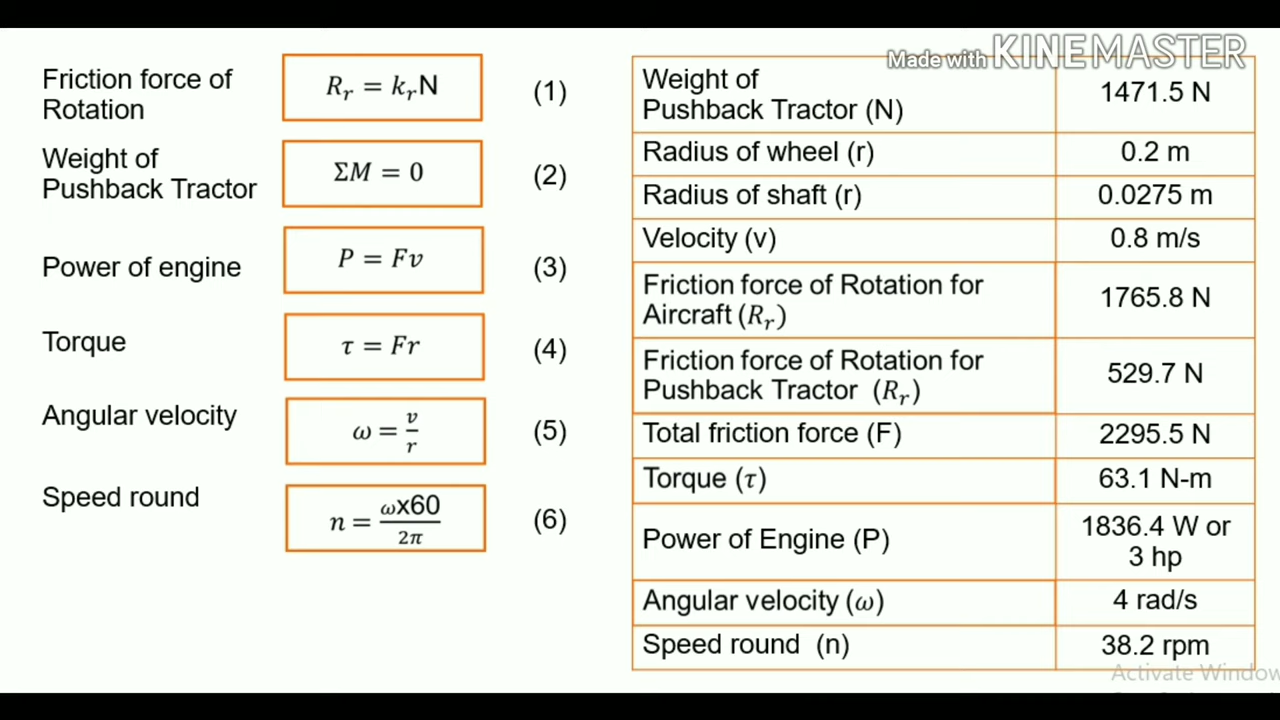 Made with KINEMASTER
Friction force of
Rotation
R_r = k_rN
(1)
Weight of
Pushback Tractor
ΣM = 0
(2)
Power of engine
P = Fv
(3)
Torque
τ = Fr
(4)
Angular velocity
ω = v/r
(5)
Speed round
n = ωx60/2π
(6)
Weight of
Pushback Tractor (N)
1471.5 N
Radius of wheel (r)
0.2 m
Radius of shaft (r)
0.0275 m
Velocity (v)
0.8 m/s
Friction force of Rotation for
Aircraft (R_r)
1765.8 N
Friction force of Rotation for
Pushback Tractor (R_r)
529.7 N
Total friction force (F)
2295.5 N
Torque (τ)
63.1 N-m
Power of Engine (P)
1836.4 W or
3 hp
Angular velocity (ω)
4 rad/s
Speed round (n)
38.2 rpm
Activate Window